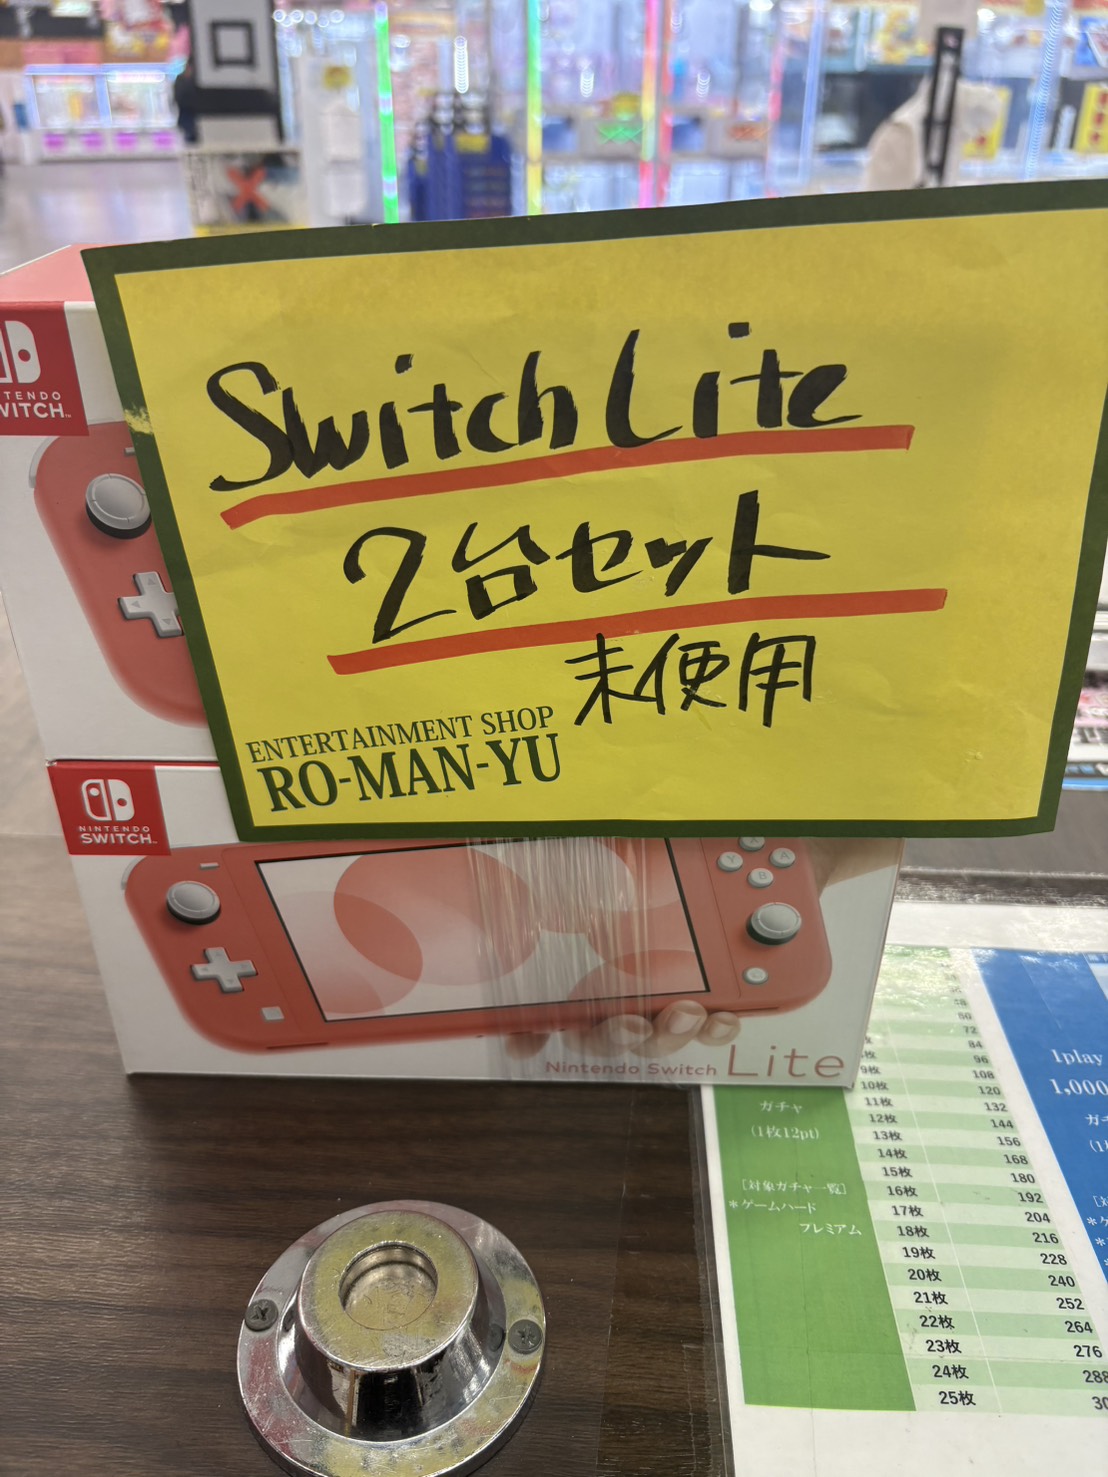 Switch Lite
2台セット
未使用
ENTERTAINMENT SHOP
RO-MAN-YU
SWITCH
NINTENDO
SWITCH
Y
A
B
Nintendo Switch Lite
ガチャ
(1枚12pt)
[対象ガチャ一覧]
*ゲームハード
プレミアム
72
84
96
9枚 108
10枚 120
11枚 132
12枚 144
13枚 156
14枚 168
15枚 180
16枚 192
17枚 204
18枚 216
19枚 228
20枚 240
21枚 252
22枚 264
23枚 276
24枚 288
25枚
1play
1,000